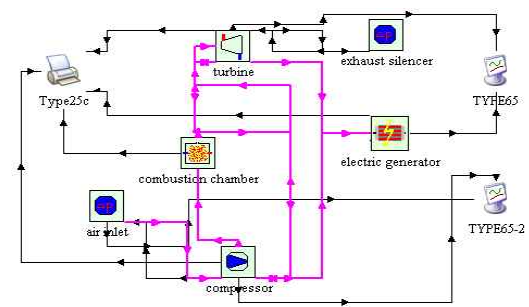 turbine
exhaust silencer
Type25c
TYPE65
electric generator
combustion chamber
air inlet
TYPE65-2
compressor